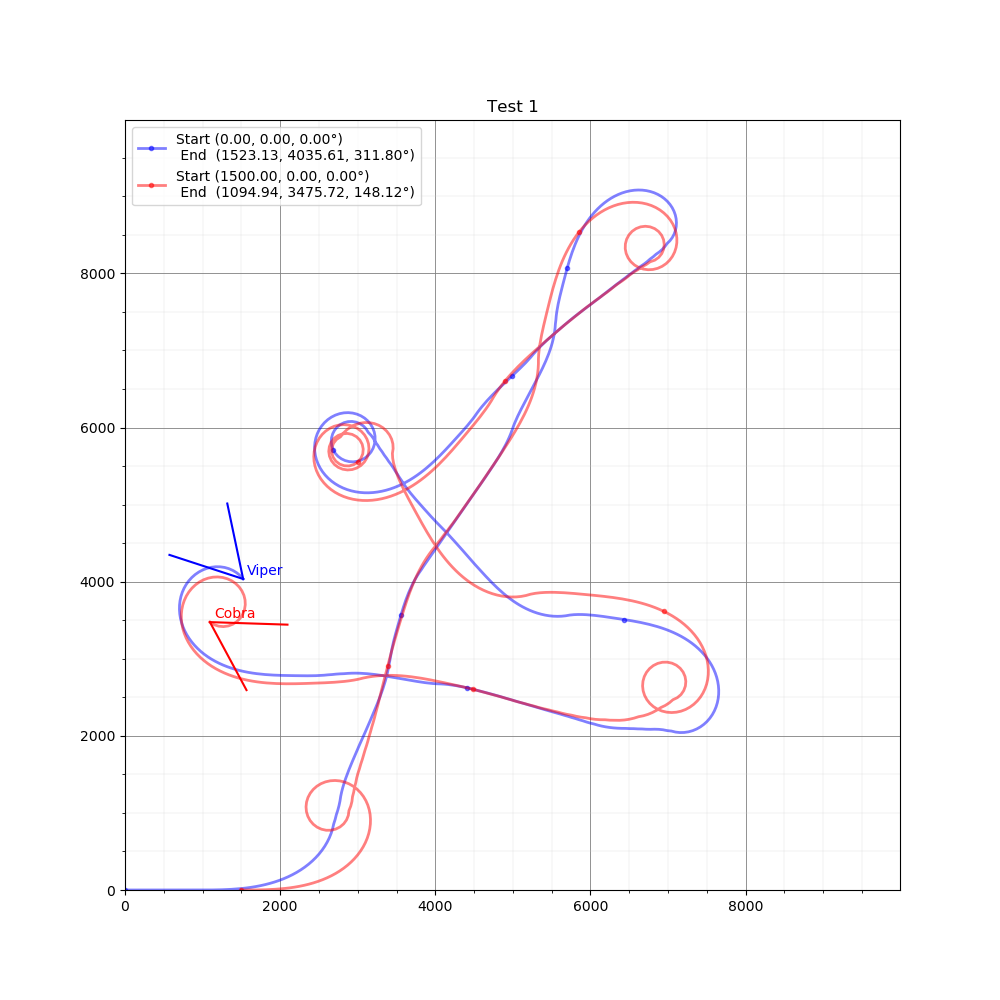 Test 1
Start (0.00, 0.00, 0.00°)
End  (1523.13, 4035.61, 311.80°)
Start (1500.00, 0.00, 0.00°)
End  (1094.94, 3475.72, 148.12°)
8000
6000
4000
2000
0
Viper
Cobra
0 2000 4000 6000 8000